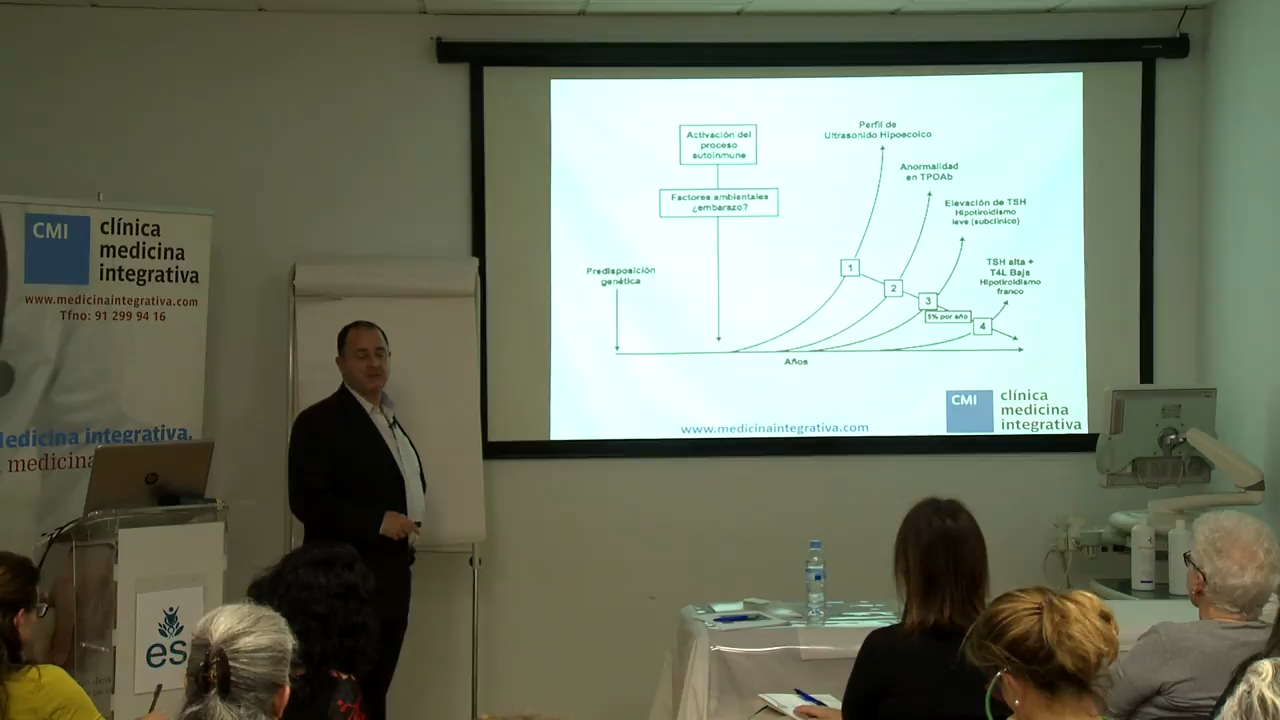 CMI
clínica
medicina
integrativa
www.medicinaintegrativa.com
Tfno: 91 299 94 16
edicina integrativa,
medicina
hp
es
Activación del
proceso
autoinmune
Factores ambientales
¿embarazo?
Predisposición
genética
Perfil de
Ultrasonido Hipoecoico
Anormalidad
en TPOAb
Elevación de TSH
Hipotiroidismo
leve (subclínico)
TSH alta +
T4L Baja
Hipotiroidismo
franco
1
2
3
5% por año
4
Años
www.medicinaintegrativa.com
CMI
clínica
medicina
integrativa